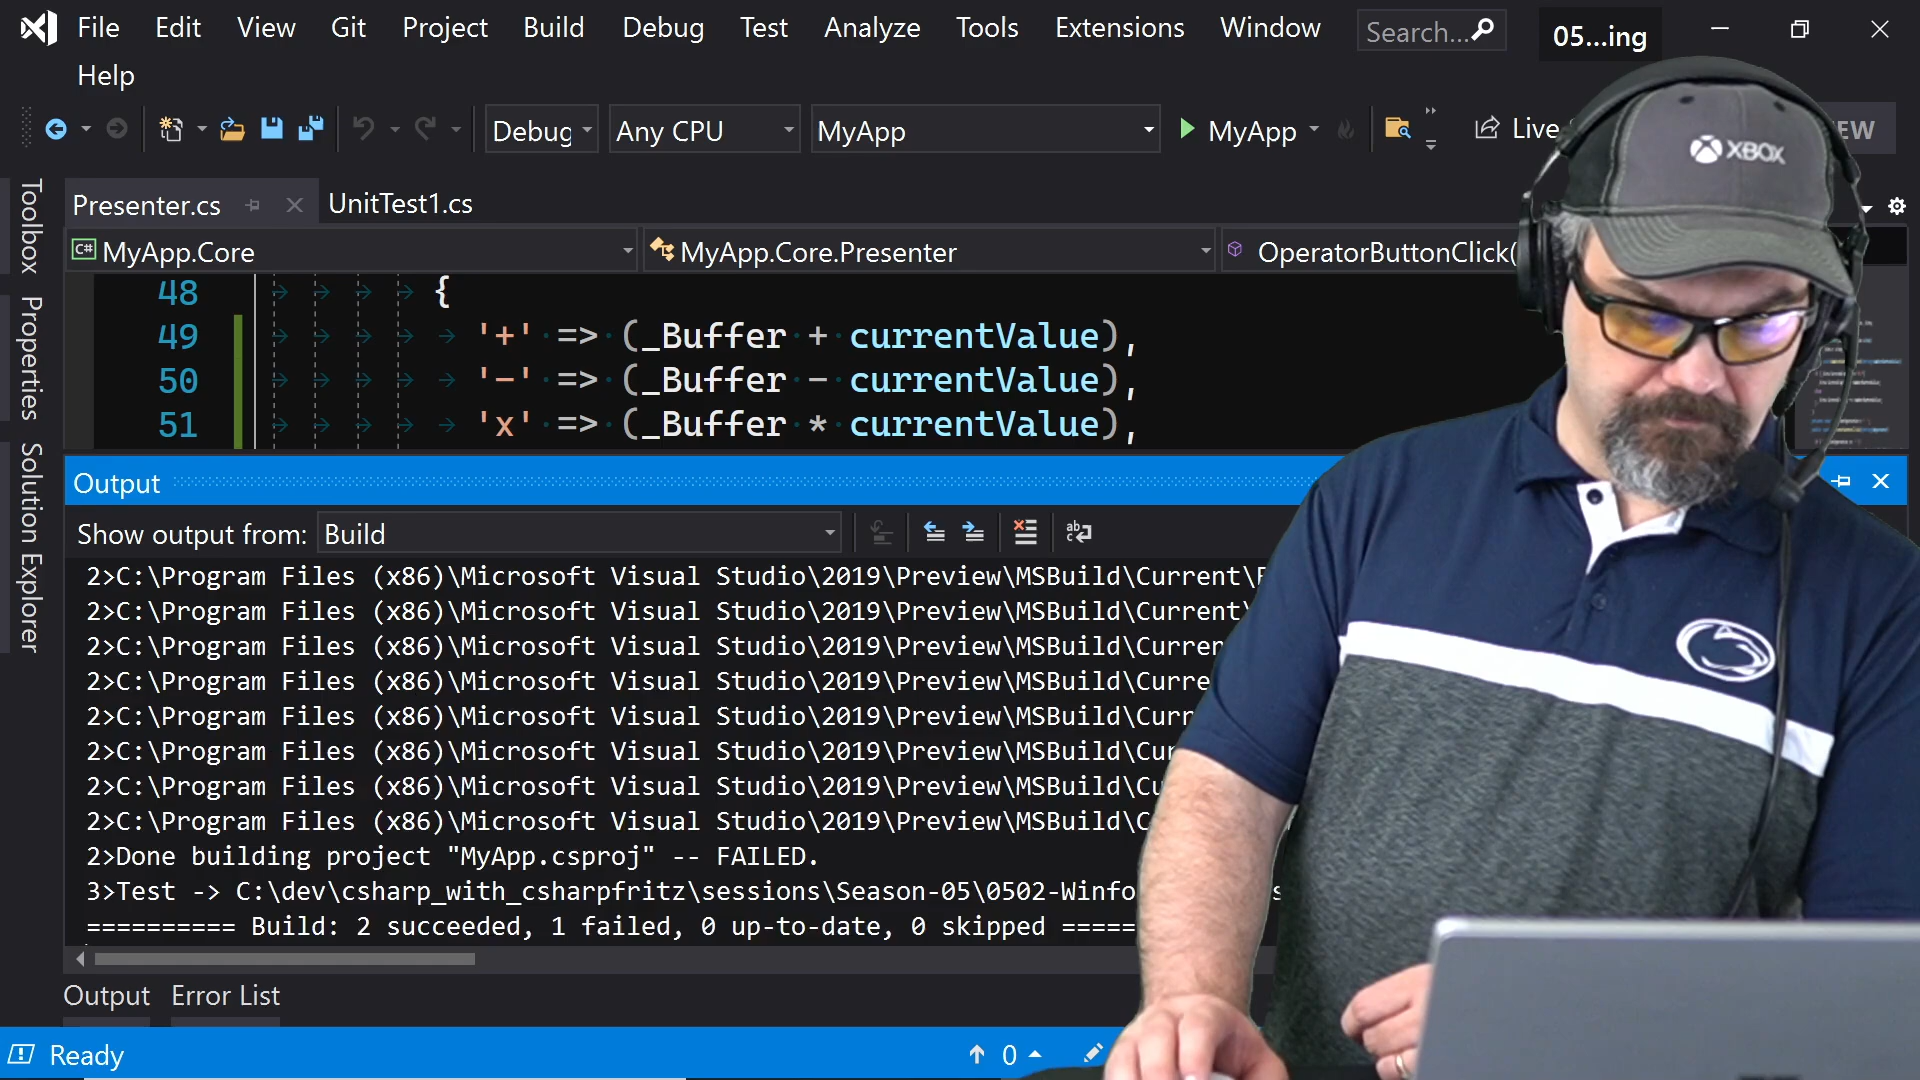 File Edit View Git Project Build Debug Test Analyze Tools Extensions Window Search... 05...ing
Help
Debug Any CPU MyApp MyApp Live
XBOX
Toolbox
Properties
Solution Explorer
Presenter.cs UnitTest1.cs
C# MyApp.Core MyApp.Core.Presenter OperatorButtonClick(
48 {
49 '+' => (_Buffer + currentValue),
50 '-' => (_Buffer - currentValue),
51 'x' => (_Buffer * currentValue),
Output
Show output from: Build
2>C:\Program Files (x86)\Microsoft Visual Studio\2019\Preview\MSBuild\Current\
2>C:\Program Files (x86)\Microsoft Visual Studio\2019\Preview\MSBuild\Current\
2>C:\Program Files (x86)\Microsoft Visual Studio\2019\Preview\MSBuild\Curren
2>C:\Program Files (x86)\Microsoft Visual Studio\2019\Preview\MSBuild\Curre
2>C:\Program Files (x86)\Microsoft Visual Studio\2019\Preview\MSBuild\Curr
2>C:\Program Files (x86)\Microsoft Visual Studio\2019\Preview\MSBuild\Cur
2>C:\Program Files (x86)\Microsoft Visual Studio\2019\Preview\MSBuild\Cu
2>C:\Program Files (x86)\Microsoft Visual Studio\2019\Preview\MSBuild\C
2>Done building project "MyApp.csproj" -- FAILED.
3>Test -> C:\dev\csharp_with_csharpfritz\sessions\Season-05\0502-Winfo
========== Build: 2 succeeded, 1 failed, 0 up-to-date, 0 skipped =====
Output Error List
Ready 0